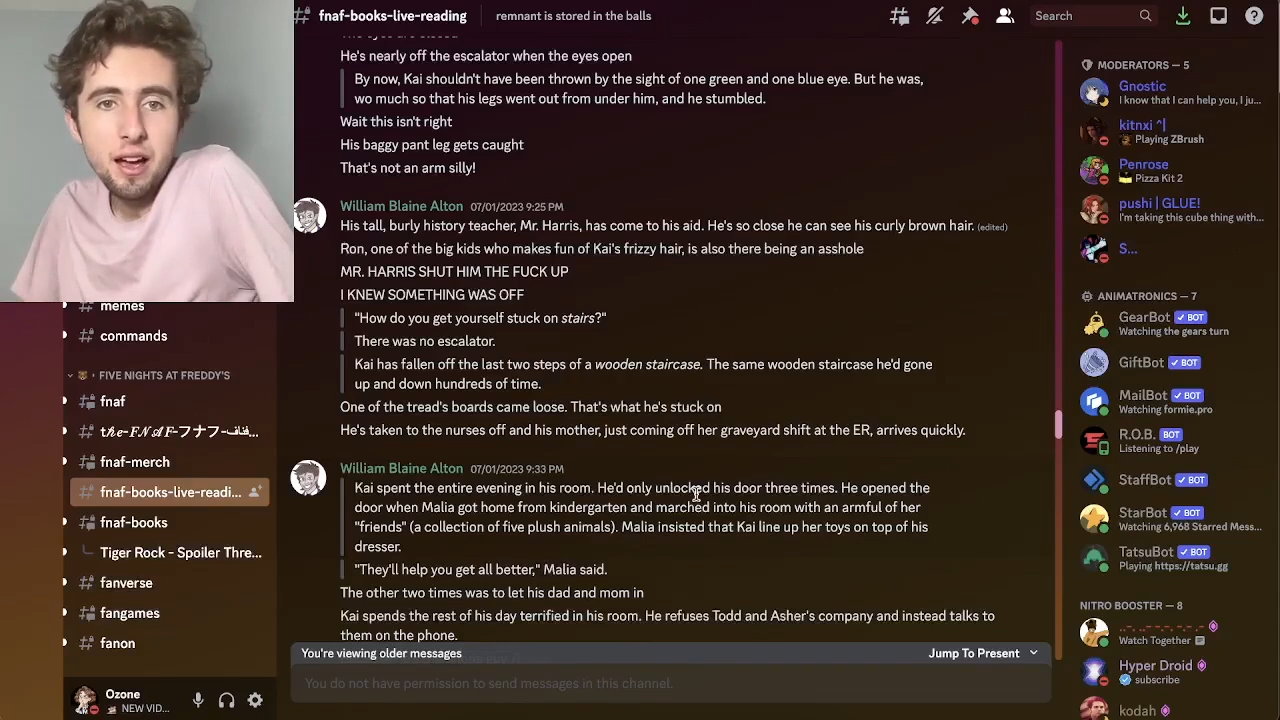 fnaf-books-live-reading
remnant is stored in the balls
Search
He's nearly off the escalator when the eyes open
By now, Kai shouldn't have been thrown by the sight of one green and one blue eye. But he was,
wo much so that his legs went out from under him, and he stumbled.
Wait this isn't right
His baggy pant leg gets caught
That's not an arm silly!
William Blaine Alton 07/01/2023 9:25 PM
His tall, burly history teacher, Mr. Harris, has come to his aid. He's so close he can see his curly brown hair. (edited)
Ron, one of the big kids who makes fun of Kai's frizzy hair, is also there being an asshole
MR. HARRIS SHUT HIM THE FUCK UP
I KNEW SOMETHING WAS OFF
"How do you get yourself stuck on stairs?"
There was no escalator.
Kai has fallen off the last two steps of a wooden staircase. The same wooden staircase he'd gone
up and down hundreds of time.
One of the tread's boards came loose. That's what he's stuck on
He's taken to the nurses off and his mother, just coming off her graveyard shift at the ER, arrives quickly.
William Blaine Alton 07/01/2023 9:33 PM
Kai spent the entire evening in his room. He'd only unlocked his door three times. He opened the
door when Malia got home from kindergarten and marched into his room with an armful of her
"friends" (a collection of five plush animals). Malia insisted that Kai line up her toys on top of his
dresser.
"They'll help you get all better," Malia said.
The other two times was to let his dad and mom in
Kai spends the rest of his day terrified in his room. He refuses Todd and Asher's company and instead talks to
them on the phone.
You're viewing older messages
Jump To Present
You do not have permission to send messages in this channel.
memes
commands
FIVE NIGHTS AT FREDDY'S
fnaf
fnaf-merch
fnaf-books-live-readi...
fnaf-books
Tiger Rock - Spoiler Thre...
fanverse
fangames
fanon
Ozone
NEW VID...
MODERATORS — 5
Gnostic
I know that I can help you, I ju...
kitnxi ^|
Playing ZBrush
Penrose
Pizza Kit 2
pushi | GLUE!
I'm taking this cube thing with...
S...
ANIMATRONICS — 7
GearBot BOT
Watching the gears turn
GiftBot BOT
MailBot BOT
Watching formie.pro
R.O.B. BOT
Listening to /play
StaffBot BOT
StarBot BOT
Watching 6,968 Starred Mess...
TatsuBot BOT
Playing https://tatsu.gg
NITRO BOOSTER — 8
Watch Together
Hyper Droid
subscribe
kodah